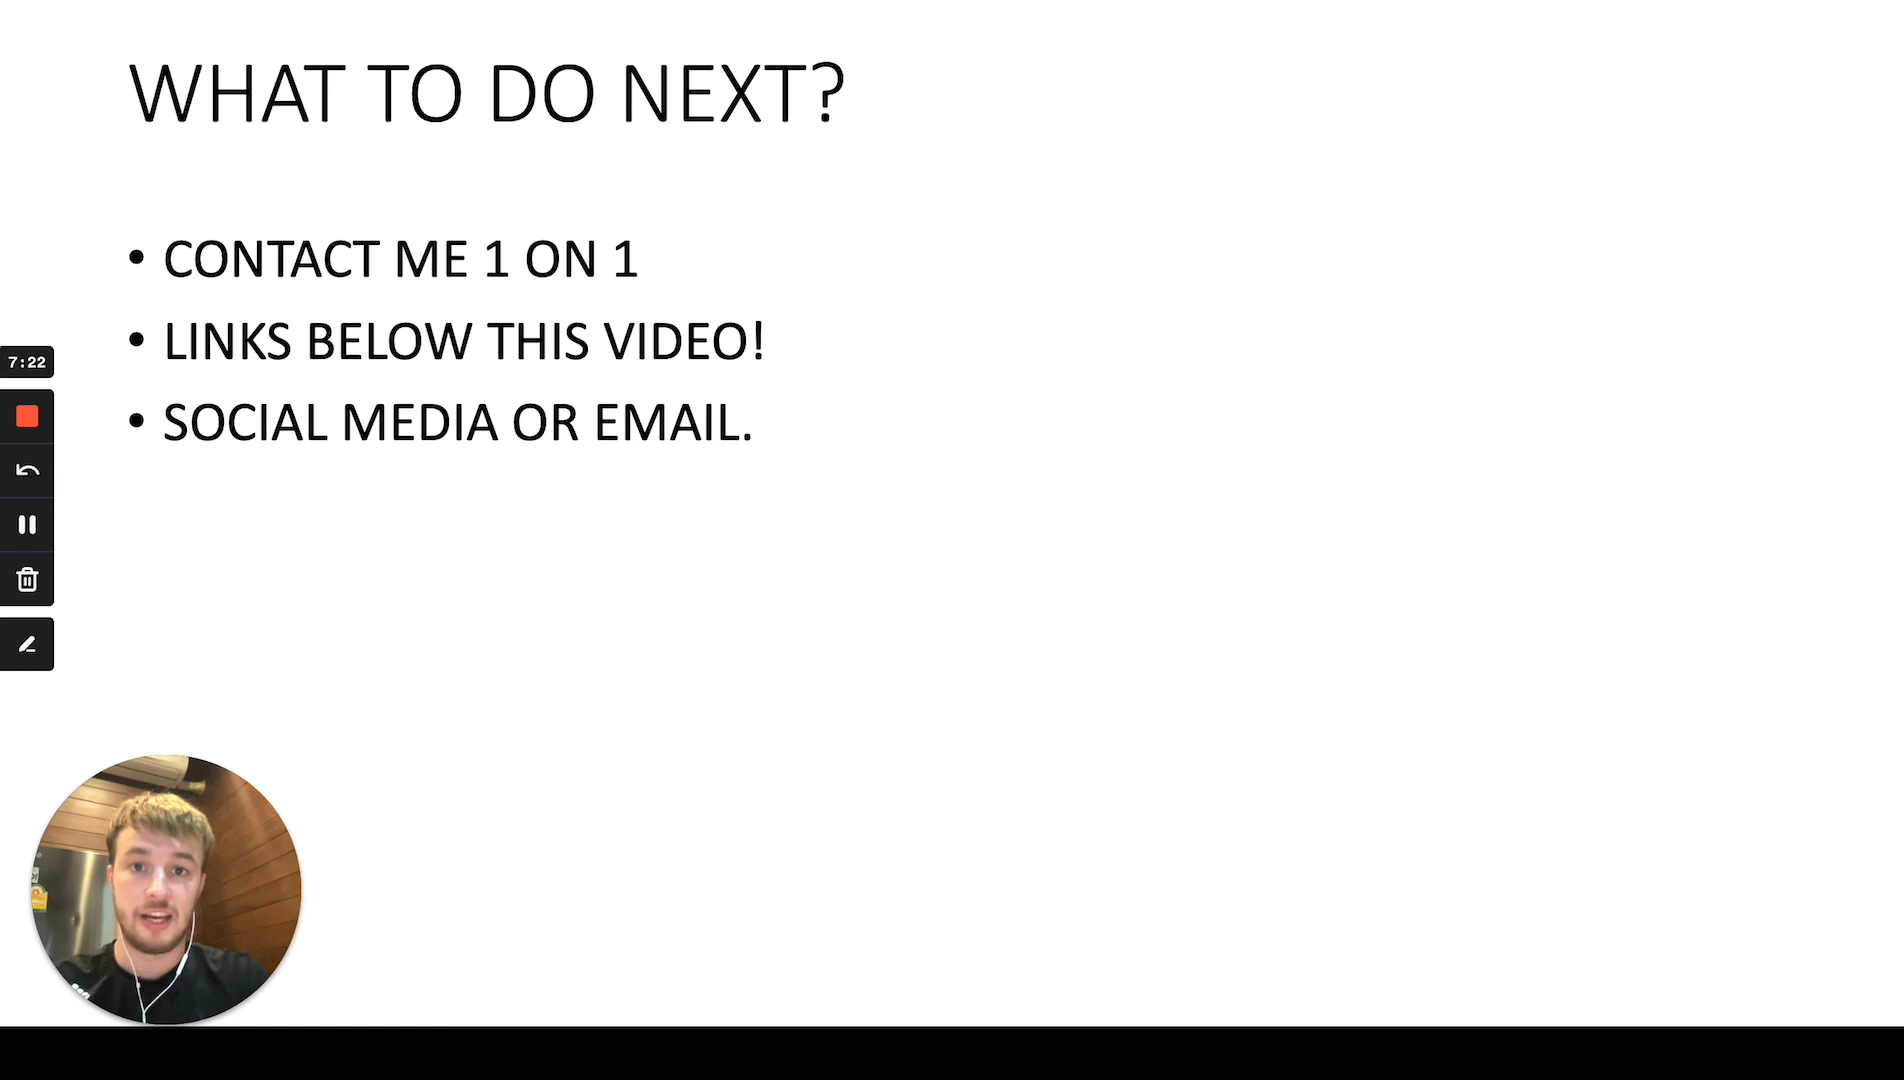 WHAT TO DO NEXT?
• CONTACT ME 1 ON 1
• LINKS BELOW THIS VIDEO!
• SOCIAL MEDIA OR EMAIL.
7:22